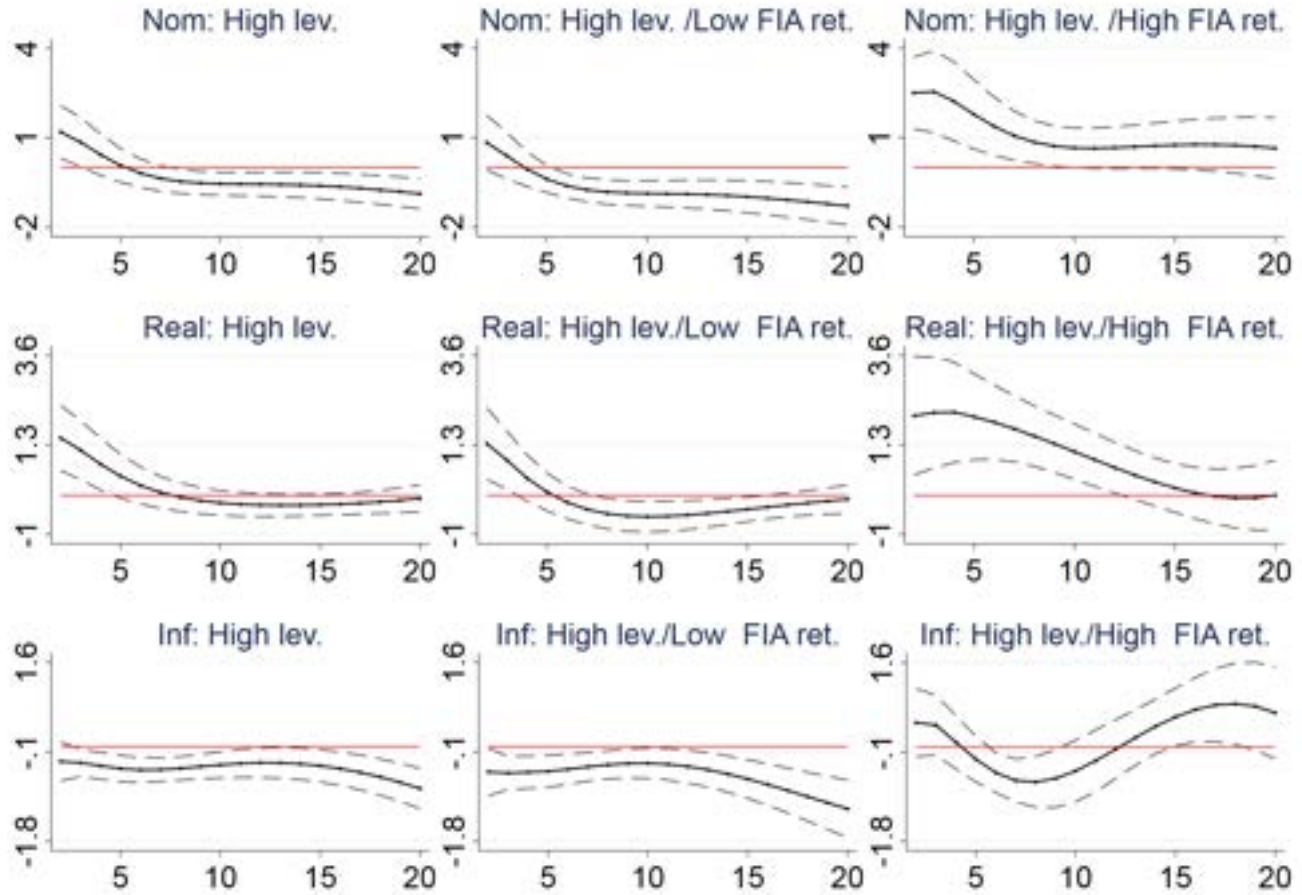 Nom: High lev.
Nom: High lev. /Low FIA ret.
Nom: High lev. /High FIA ret.
4
1
-2
5 10 15 20
4
1
-2
5 10 15 20
4
1
-2
5 10 15 20
Real: High lev.
Real: High lev./Low FIA ret.
Real: High lev./High FIA ret.
3.6
1.3
-1
5 10 15 20
3.6
1.3
-1
5 10 15 20
3.6
1.3
-1
5 10 15 20
Inf: High lev.
Inf: High lev./Low FIA ret.
Inf: High lev./High FIA ret.
1.6
-.1
-1.8
5 10 15 20
1.6
-.1
-1.8
5 10 15 20
1.6
-.1
-1.8
5 10 15 20